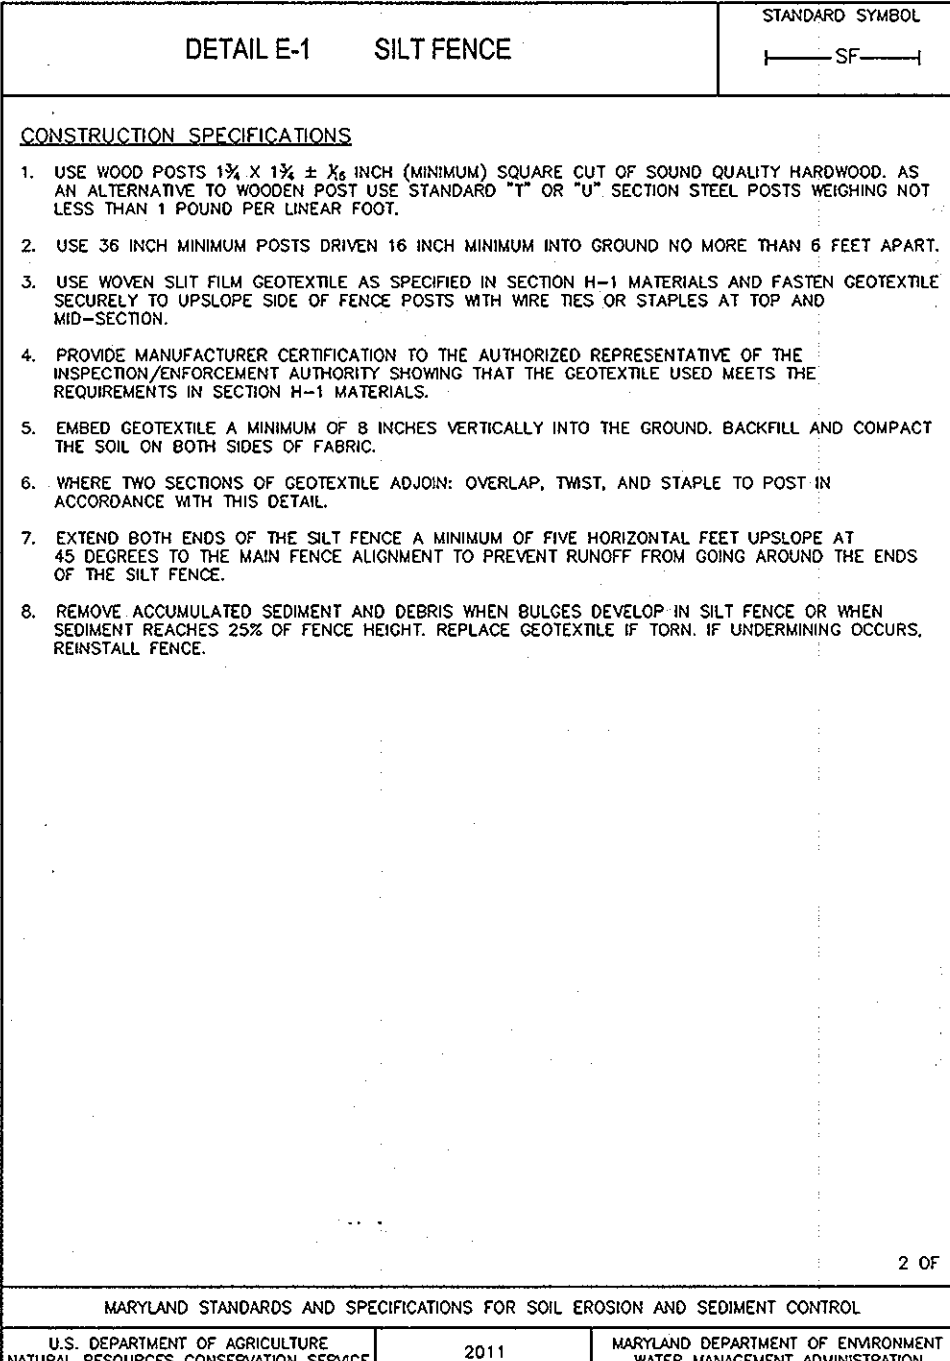 STANDARD SYMBOL
DETAIL E-1 SILT FENCE
SF
CONSTRUCTION SPECIFICATIONS
1. USE WOOD POSTS 1¾ X 1¾ ± 1/16 INCH (MINIMUM) SQUARE CUT OF SOUND QUALITY HARDWOOD. AS
AN ALTERNATIVE TO WOODEN POST USE STANDARD "T" OR "U" SECTION STEEL POSTS WEIGHING NOT
LESS THAN 1 POUND PER LINEAR FOOT.
2. USE 36 INCH MINIMUM POSTS DRIVEN 16 INCH MINIMUM INTO GROUND NO MORE THAN 6 FEET APART.
3. USE WOVEN SLIT FILM GEOTEXTILE AS SPECIFIED IN SECTION H-1 MATERIALS AND FASTEN GEOTEXTILE
SECURELY TO UPSLOPE SIDE OF FENCE POSTS WITH WIRE TIES OR STAPLES AT TOP AND
MID-SECTION.
4. PROVIDE MANUFACTURER CERTIFICATION TO THE AUTHORIZED REPRESENTATIVE OF THE
INSPECTION/ENFORCEMENT AUTHORITY SHOWING THAT THE GEOTEXTILE USED MEETS THE
REQUIREMENTS IN SECTION H-1 MATERIALS.
5. EMBED GEOTEXTILE A MINIMUM OF 8 INCHES VERTICALLY INTO THE GROUND. BACKFILL AND COMPACT
THE SOIL ON BOTH SIDES OF FABRIC.
6. WHERE TWO SECTIONS OF GEOTEXTILE ADJOIN: OVERLAP, TWIST, AND STAPLE TO POST IN
ACCORDANCE WITH THIS DETAIL.
7. EXTEND BOTH ENDS OF THE SILT FENCE A MINIMUM OF FIVE HORIZONTAL FEET UPSLOPE AT
45 DEGREES TO THE MAIN FENCE ALIGNMENT TO PREVENT RUNOFF FROM GOING AROUND THE ENDS
OF THE SILT FENCE.
8. REMOVE ACCUMULATED SEDIMENT AND DEBRIS WHEN BULGES DEVELOP IN SILT FENCE OR WHEN
SEDIMENT REACHES 25% OF FENCE HEIGHT. REPLACE GEOTEXTILE IF TORN. IF UNDERMINING OCCURS,
REINSTALL FENCE.
2 OF
MARYLAND STANDARDS AND SPECIFICATIONS FOR SOIL EROSION AND SEDIMENT CONTROL
U.S. DEPARTMENT OF AGRICULTURE
NATURAL RESOURCES CONSERVATION SERVICE
2011
MARYLAND DEPARTMENT OF ENVIRONMENT
WATER MANAGEMENT ADMINISTRATION